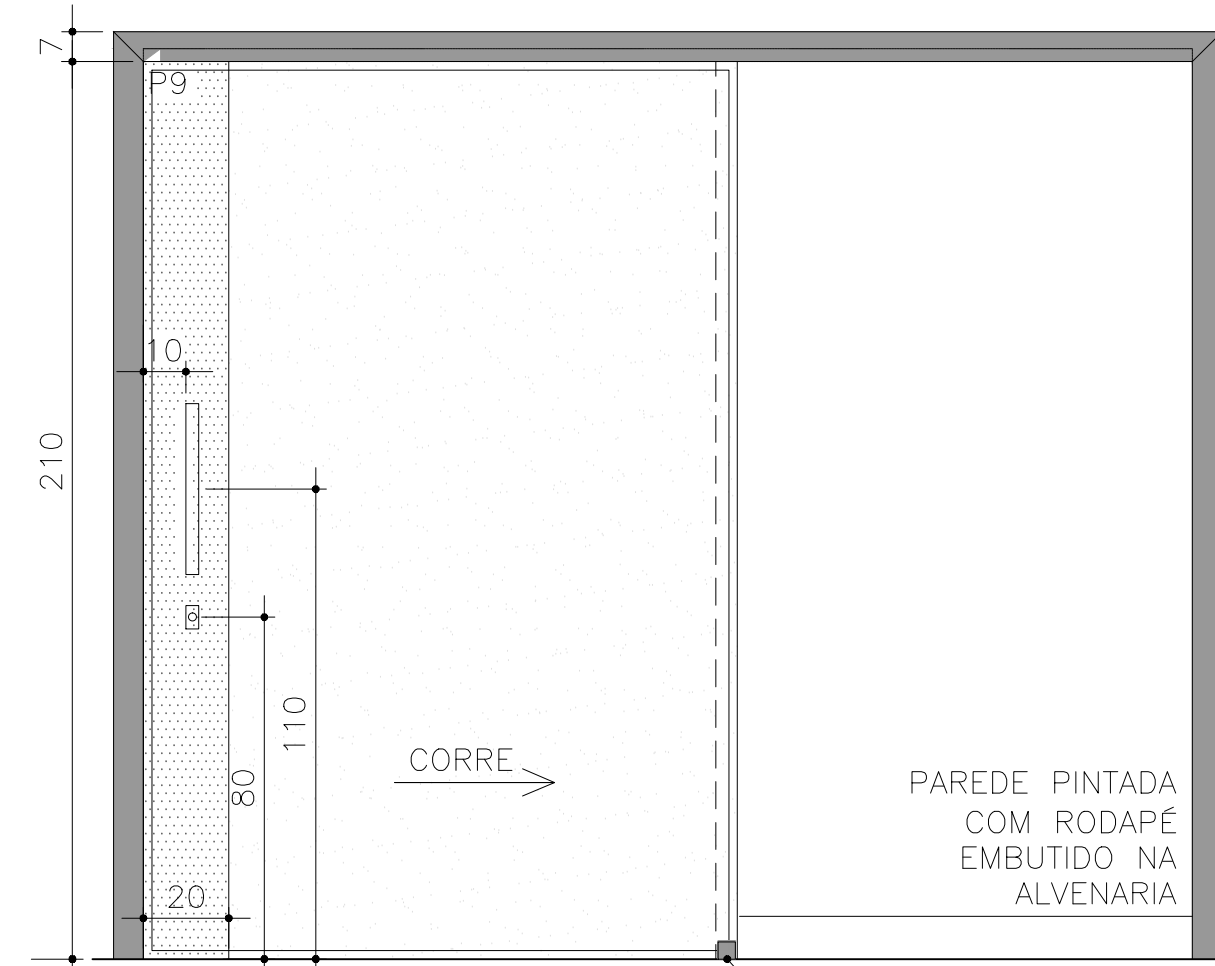 7
P9
10
210
110
80
CORRE
20
PAREDE PINTADA
COM RODAPÉ
EMBUTIDO NA
ALVENARIA